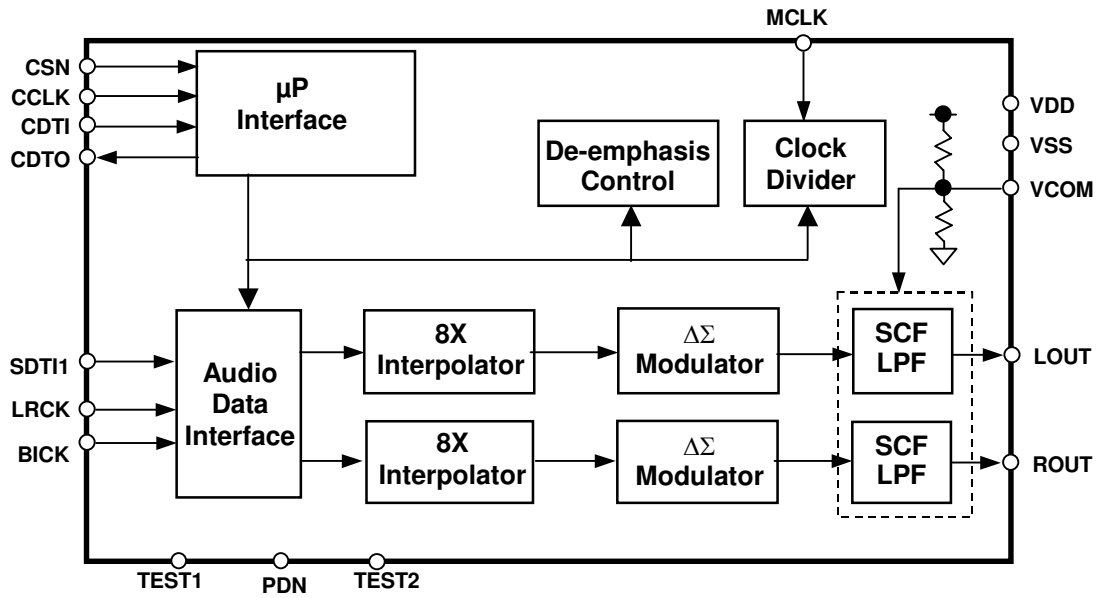 MCLK
CSN
CCLK
CDTI
CDTO
µP
Interface
De-emphasis
Control
Clock
Divider
VDD
VSS
VCOM
SDTI1
LRCK
BICK
Audio
Data
Interface
8X
Interpolator
ΔΣ
Modulator
SCF
LPF
LOUT
8X
Interpolator
ΔΣ
Modulator
SCF
LPF
ROUT
TEST1
PDN
TEST2